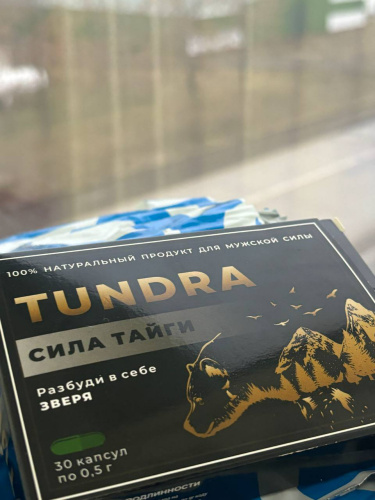 100% НАТУРАЛЬНЫЙ ПРОДУКТ ДЛЯ МУЖСКОЙ СИЛЫ
TUNDRA
СИЛА ТАЙГИ
Разбуди в себе
ЗВЕРЯ
30 капсул
по 0,5 г